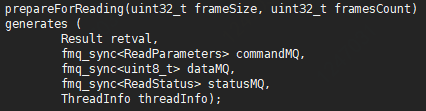 prepareForReading(uint32_t frameSize, uint32_t framesCount)
generates (
Result retval,
fmq_sync<ReadParameters> commandMQ,
fmq_sync<uint8_t> dataMQ,
fmq_sync<ReadStatus> statusMQ,
ThreadInfo threadInfo);